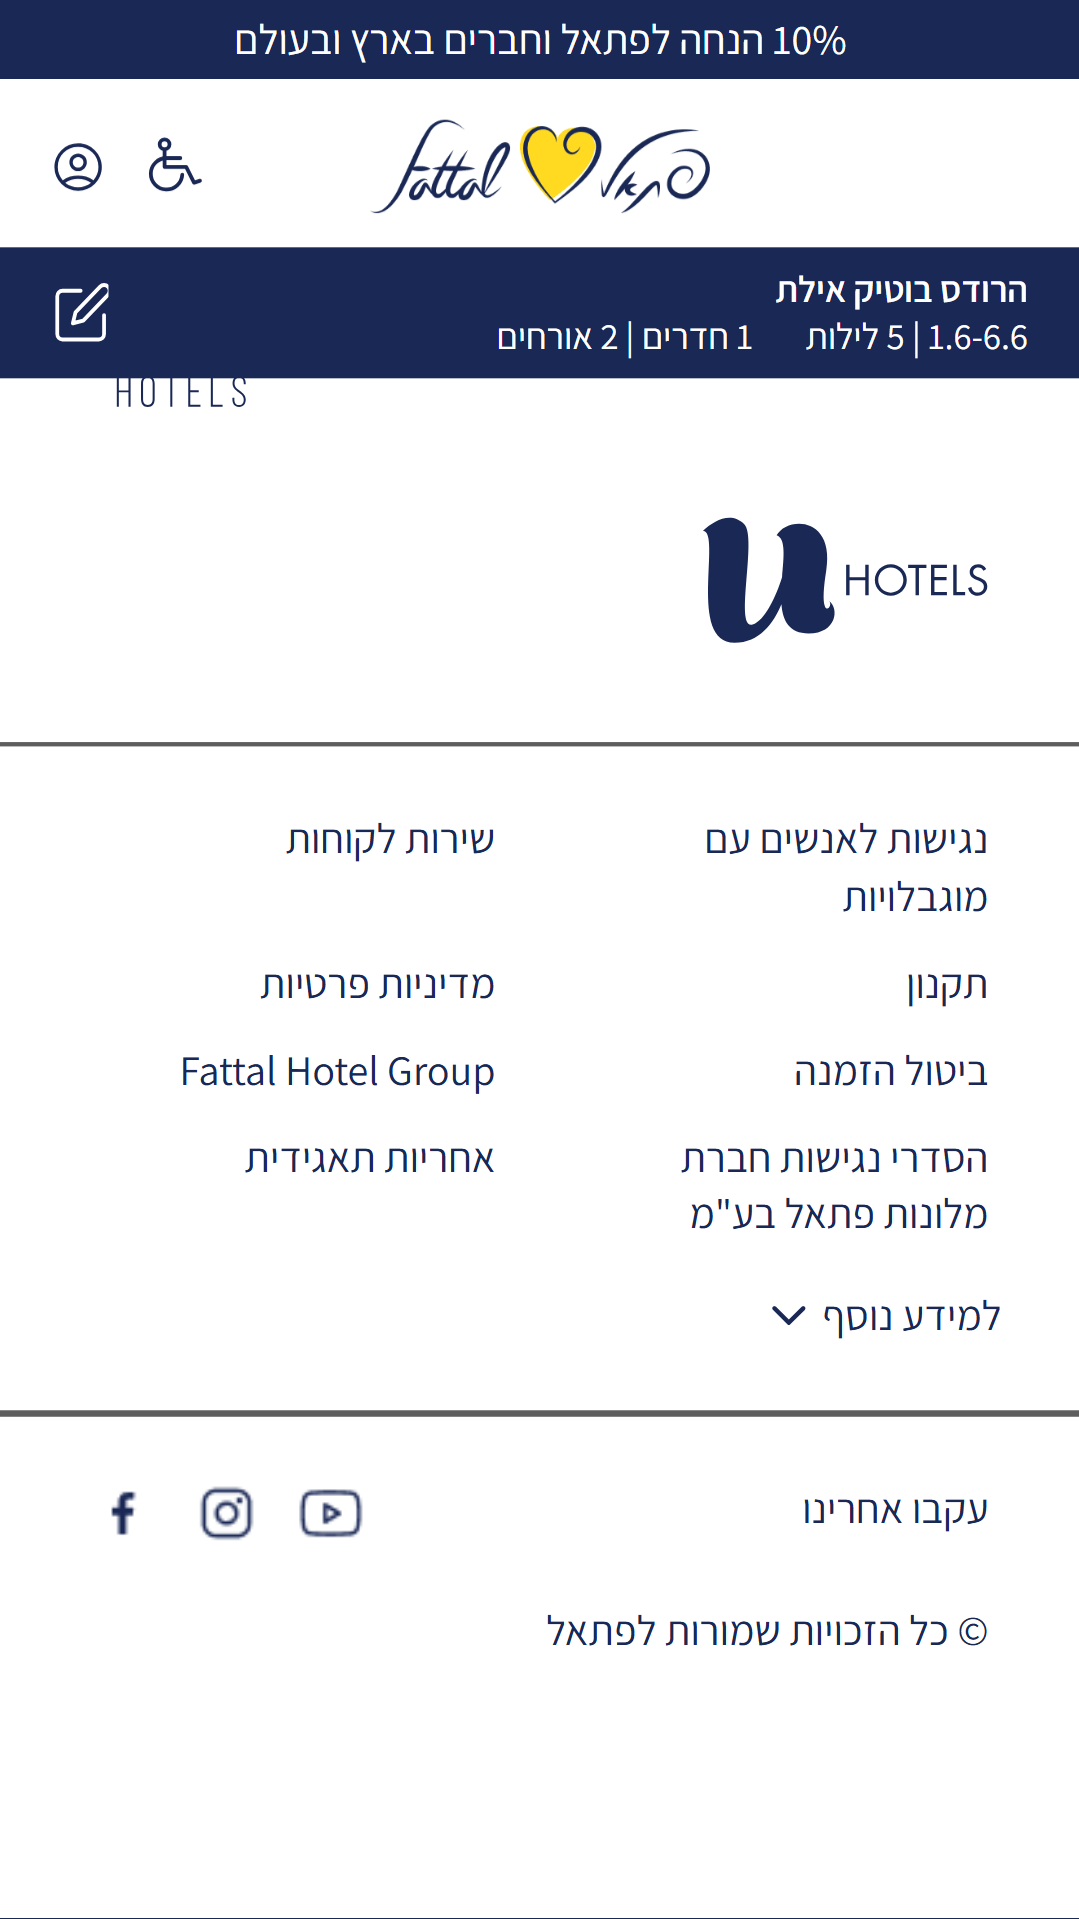 10% הנחה לפתאל וחברים בארץ ובעולם
Fattal פתאל
הרודס בוטיק אילת
1.6-6.6 | 5 לילות 1 חדרים | 2 אורחים
HOTELS
u HOTELS
נגישות לאנשים עם מוגבלויות
שירות לקוחות
תקנון
מדיניות פרטיות
ביטול הזמנה
Fattal Hotel Group
הסדרי נגישות חברת
מלונות פתאל בע"מ
אחריות תאגידית
למידע נוסף
עקבו אחרינו
© כל הזכויות שמורות לפתאל